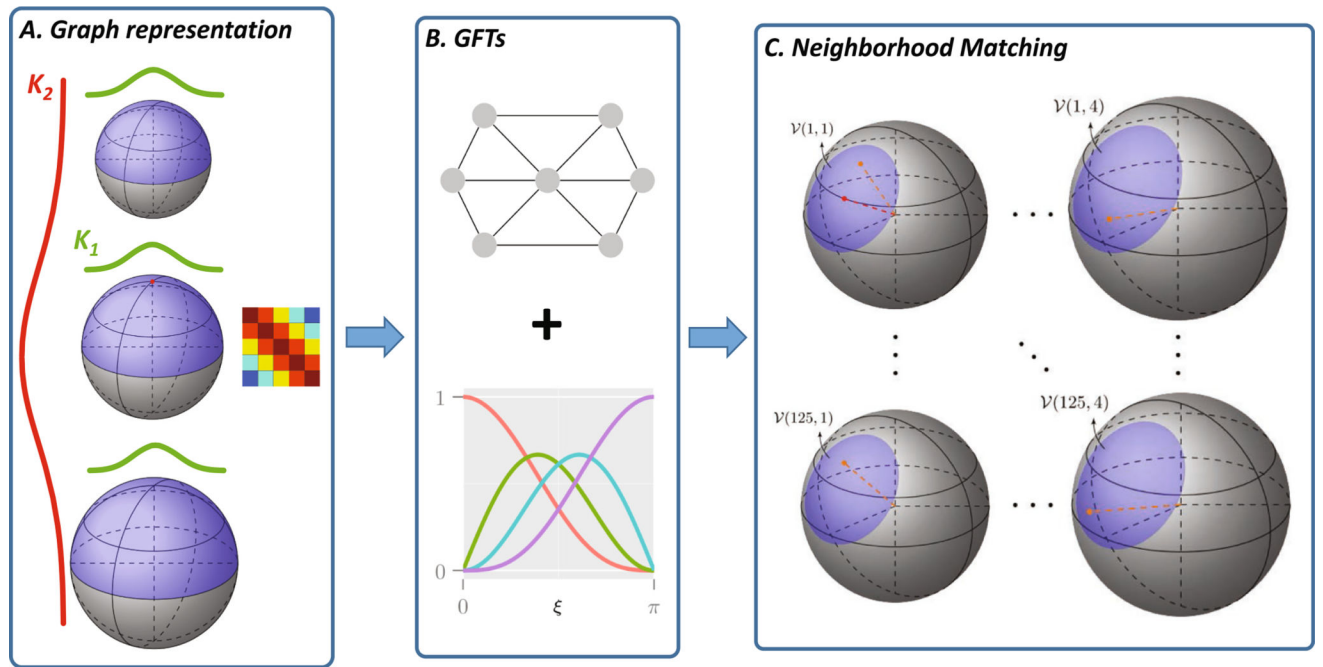 A. Graph representation
K₂
K₁
B. GFTs
+
1
0
0
ξ
π
C. Neighborhood Matching
𝒱(1, 1)
𝒱(1, 4)
𝒱(125, 1)
𝒱(125, 4)